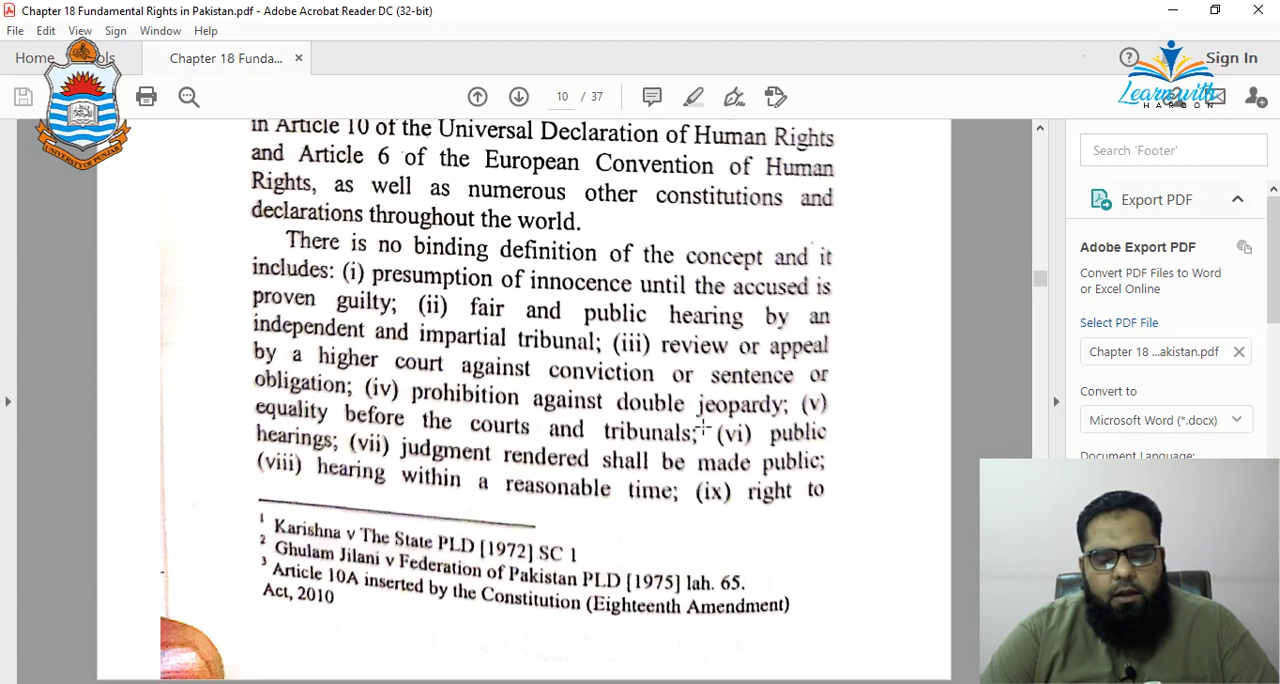 Chapter 18 Fundamental Rights in Pakistan.pdf - Adobe Acrobat Reader DC (32-bit)
File Edit View Sign Window Help
Home
Chapter 18 Funda... ×
Sign In
Learn with
HAROON
UNIVERSITY OF PUNJAB
10 / 37
in Article 10 of the Universal Declaration of Human Rights
and Article 6 of the European Convention of Human
Rights, as well as numerous other constitutions and
declarations throughout the world.
There is no binding definition of the concept and it
includes: (i) presumption of innocence until the accused is
proven guilty; (ii) fair and public hearing by an
independent and impartial tribunal; (iii) review or appeal
by a higher court against conviction or sentence or
obligation; (iv) prohibition against double jeopardy; (v)
equality before the courts and tribunals; (vi) public
hearings; (vii) judgment rendered shall be made public;
(viii) hearing within a reasonable time; (ix) right to
1 Karishna v The State PLD [1972] SC 1
2 Ghulam Jilani v Federation of Pakistan PLD [1975] lah. 65.
3 Article 10A inserted by the Constitution (Eighteenth Amendment)
Act, 2010
Search 'Footer'
Export PDF
Adobe Export PDF
Convert PDF Files to Word
or Excel Online
Select PDF File
Chapter 18 ...akistan.pdf
Convert to
Microsoft Word (*.docx)
Document Language: